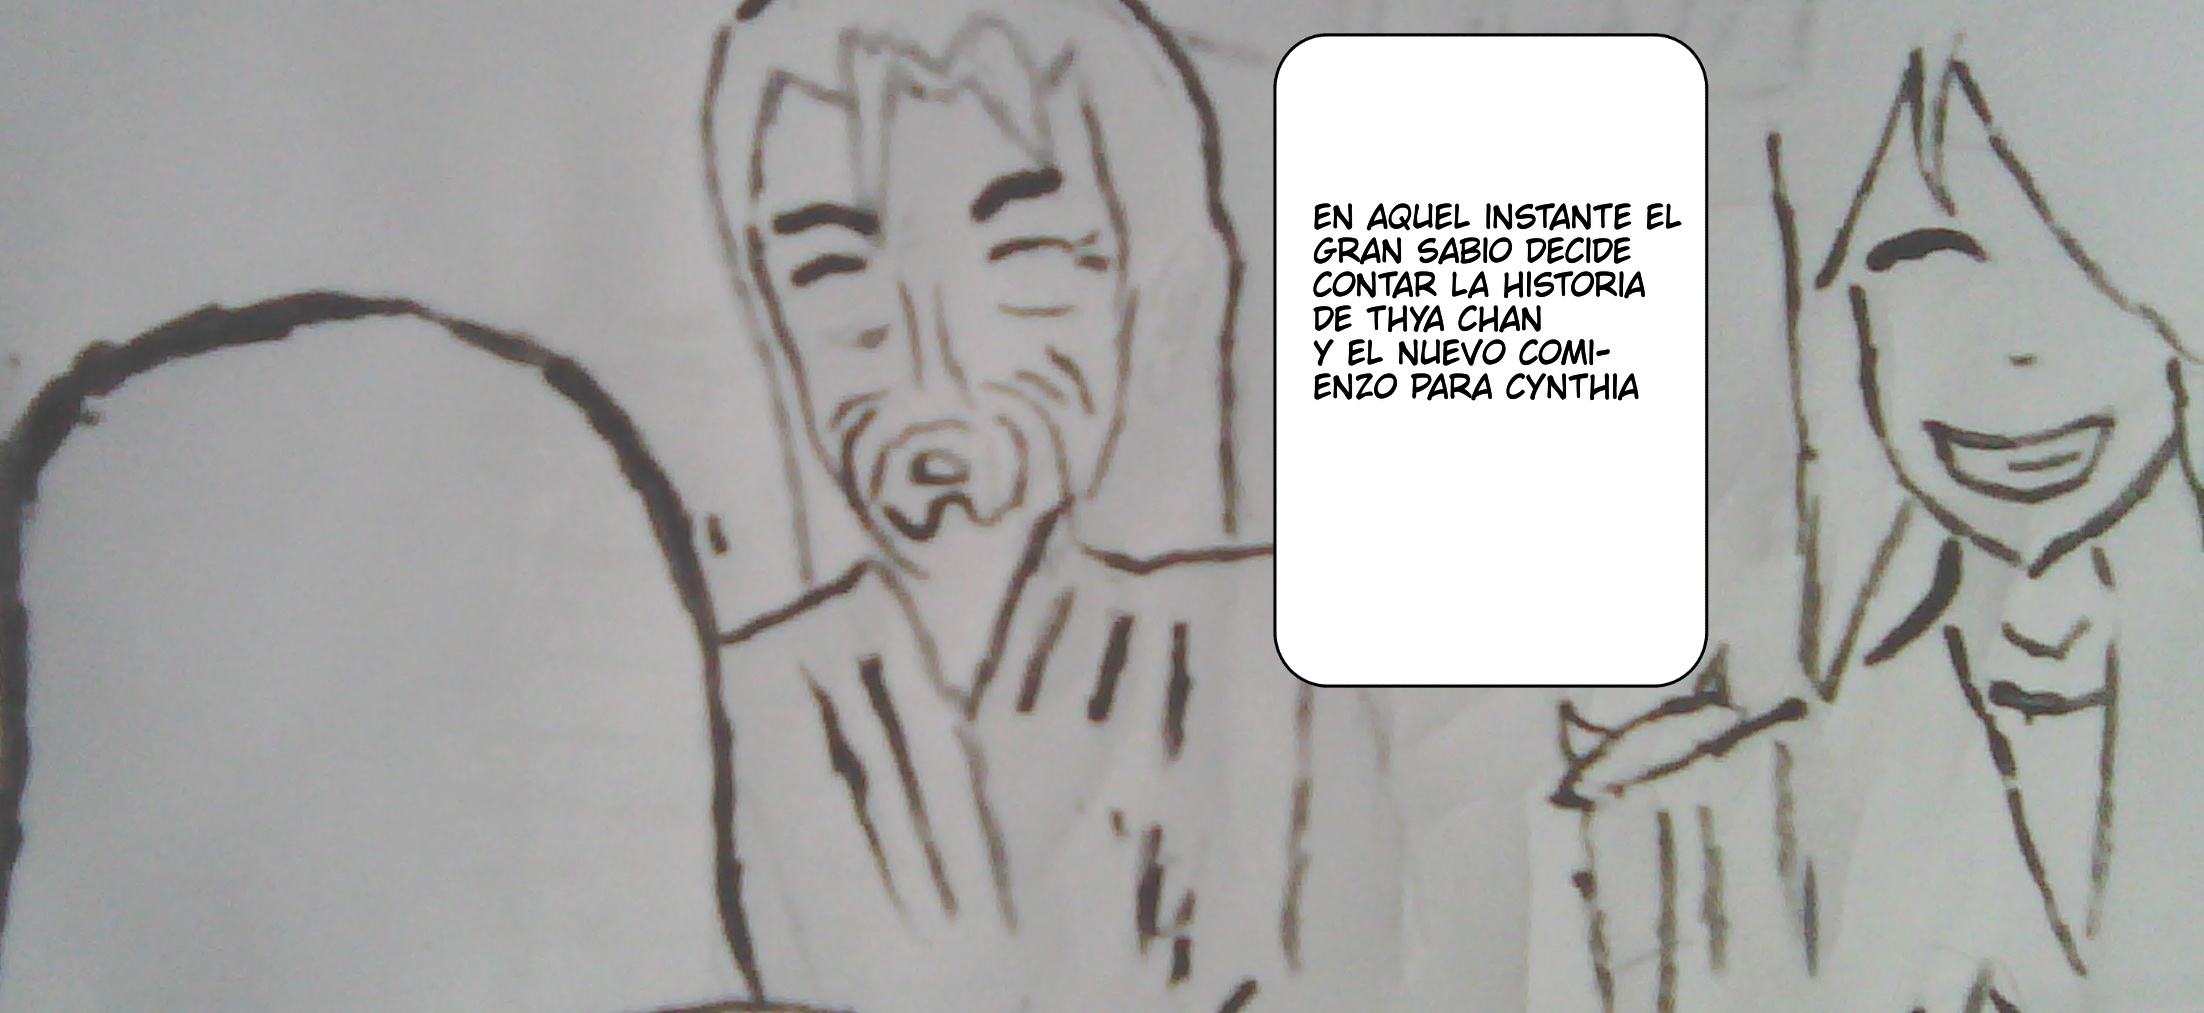 EN AQUEL INSTANTE EL
GRAN SABIO DECIDE
CONTAR LA HISTORIA
DE THYA CHAN
Y EL NUEVO COMI-
ENZO PARA CYNTHIA